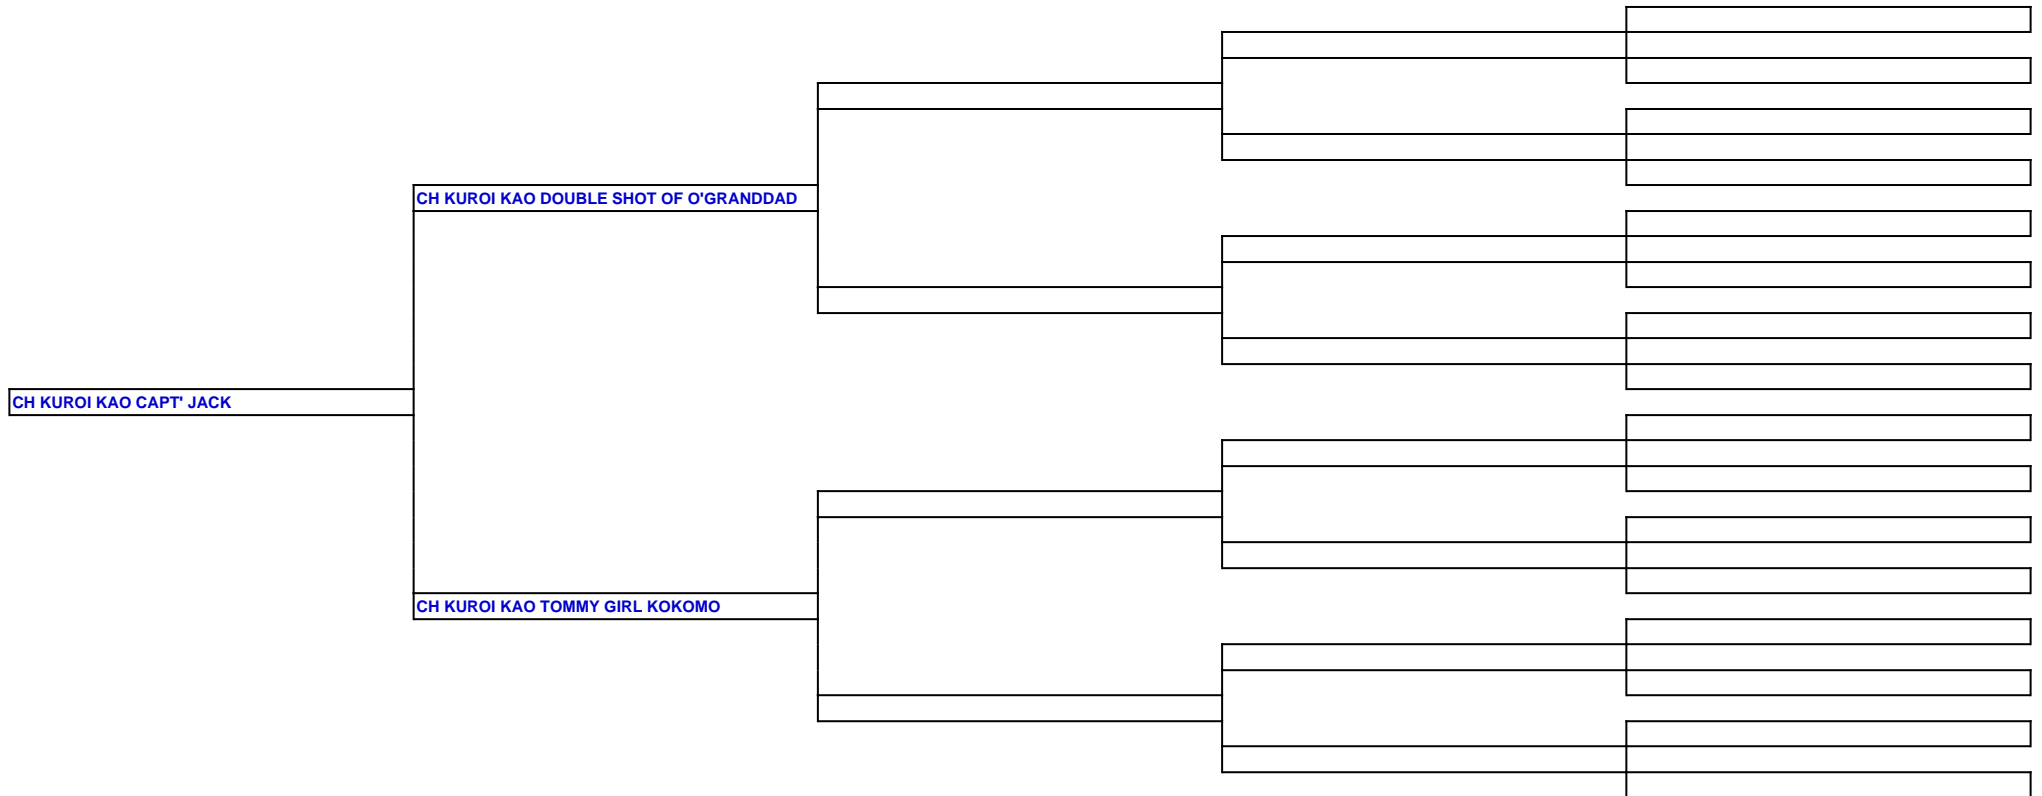 CH KUROI KAO DOUBLE SHOT OF O'GRANDDAD
CH KUROI KAO CAPT' JACK
CH KUROI KAO TOMMY GIRL KOKOMO